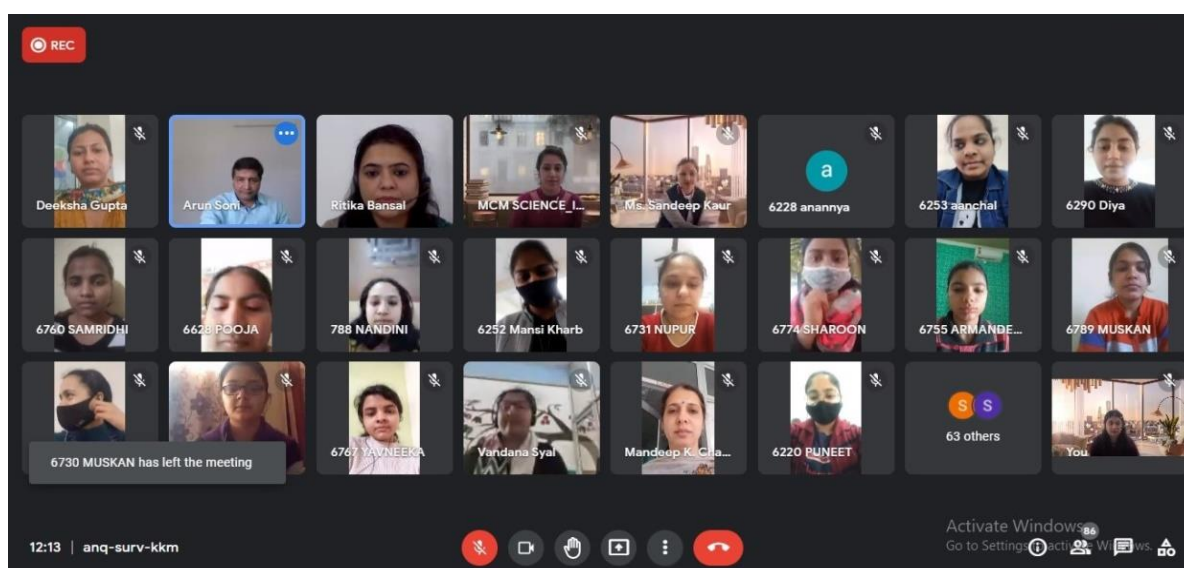 REC
Deeksha Gupta
Arun Soni
Ritika Bansal
MCM SCIENCE_I...
Ms. Sandeep Kaur
a
6228 anannya
6253 aanchal
6290 Diya
6760 SAMRIDHI
6628 POOJA
788 NANDINI
6252 Mansi Kharb
6731 NUPUR
6774 SHAROON
6755 ARMANDE...
6789 MUSKAN
6767 YAVNEEKA
Vandana Syal
Mandeep K. Cha...
6220 PUNEET
S S
63 others
You
6730 MUSKAN has left the meeting
12:13 | anq-surv-kkm
86
Activate Windows
Go to Settings